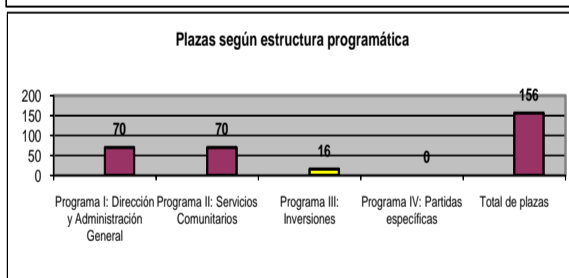 Plazas según estructura programática
200
150
100
50
0
70
70
16
0
156
Programa I: Dirección
y Administración
General
Programa II: Servicios
Comunitarios
Programa III:
Inversiones
Programa IV: Partidas
específicas
Total de plazas